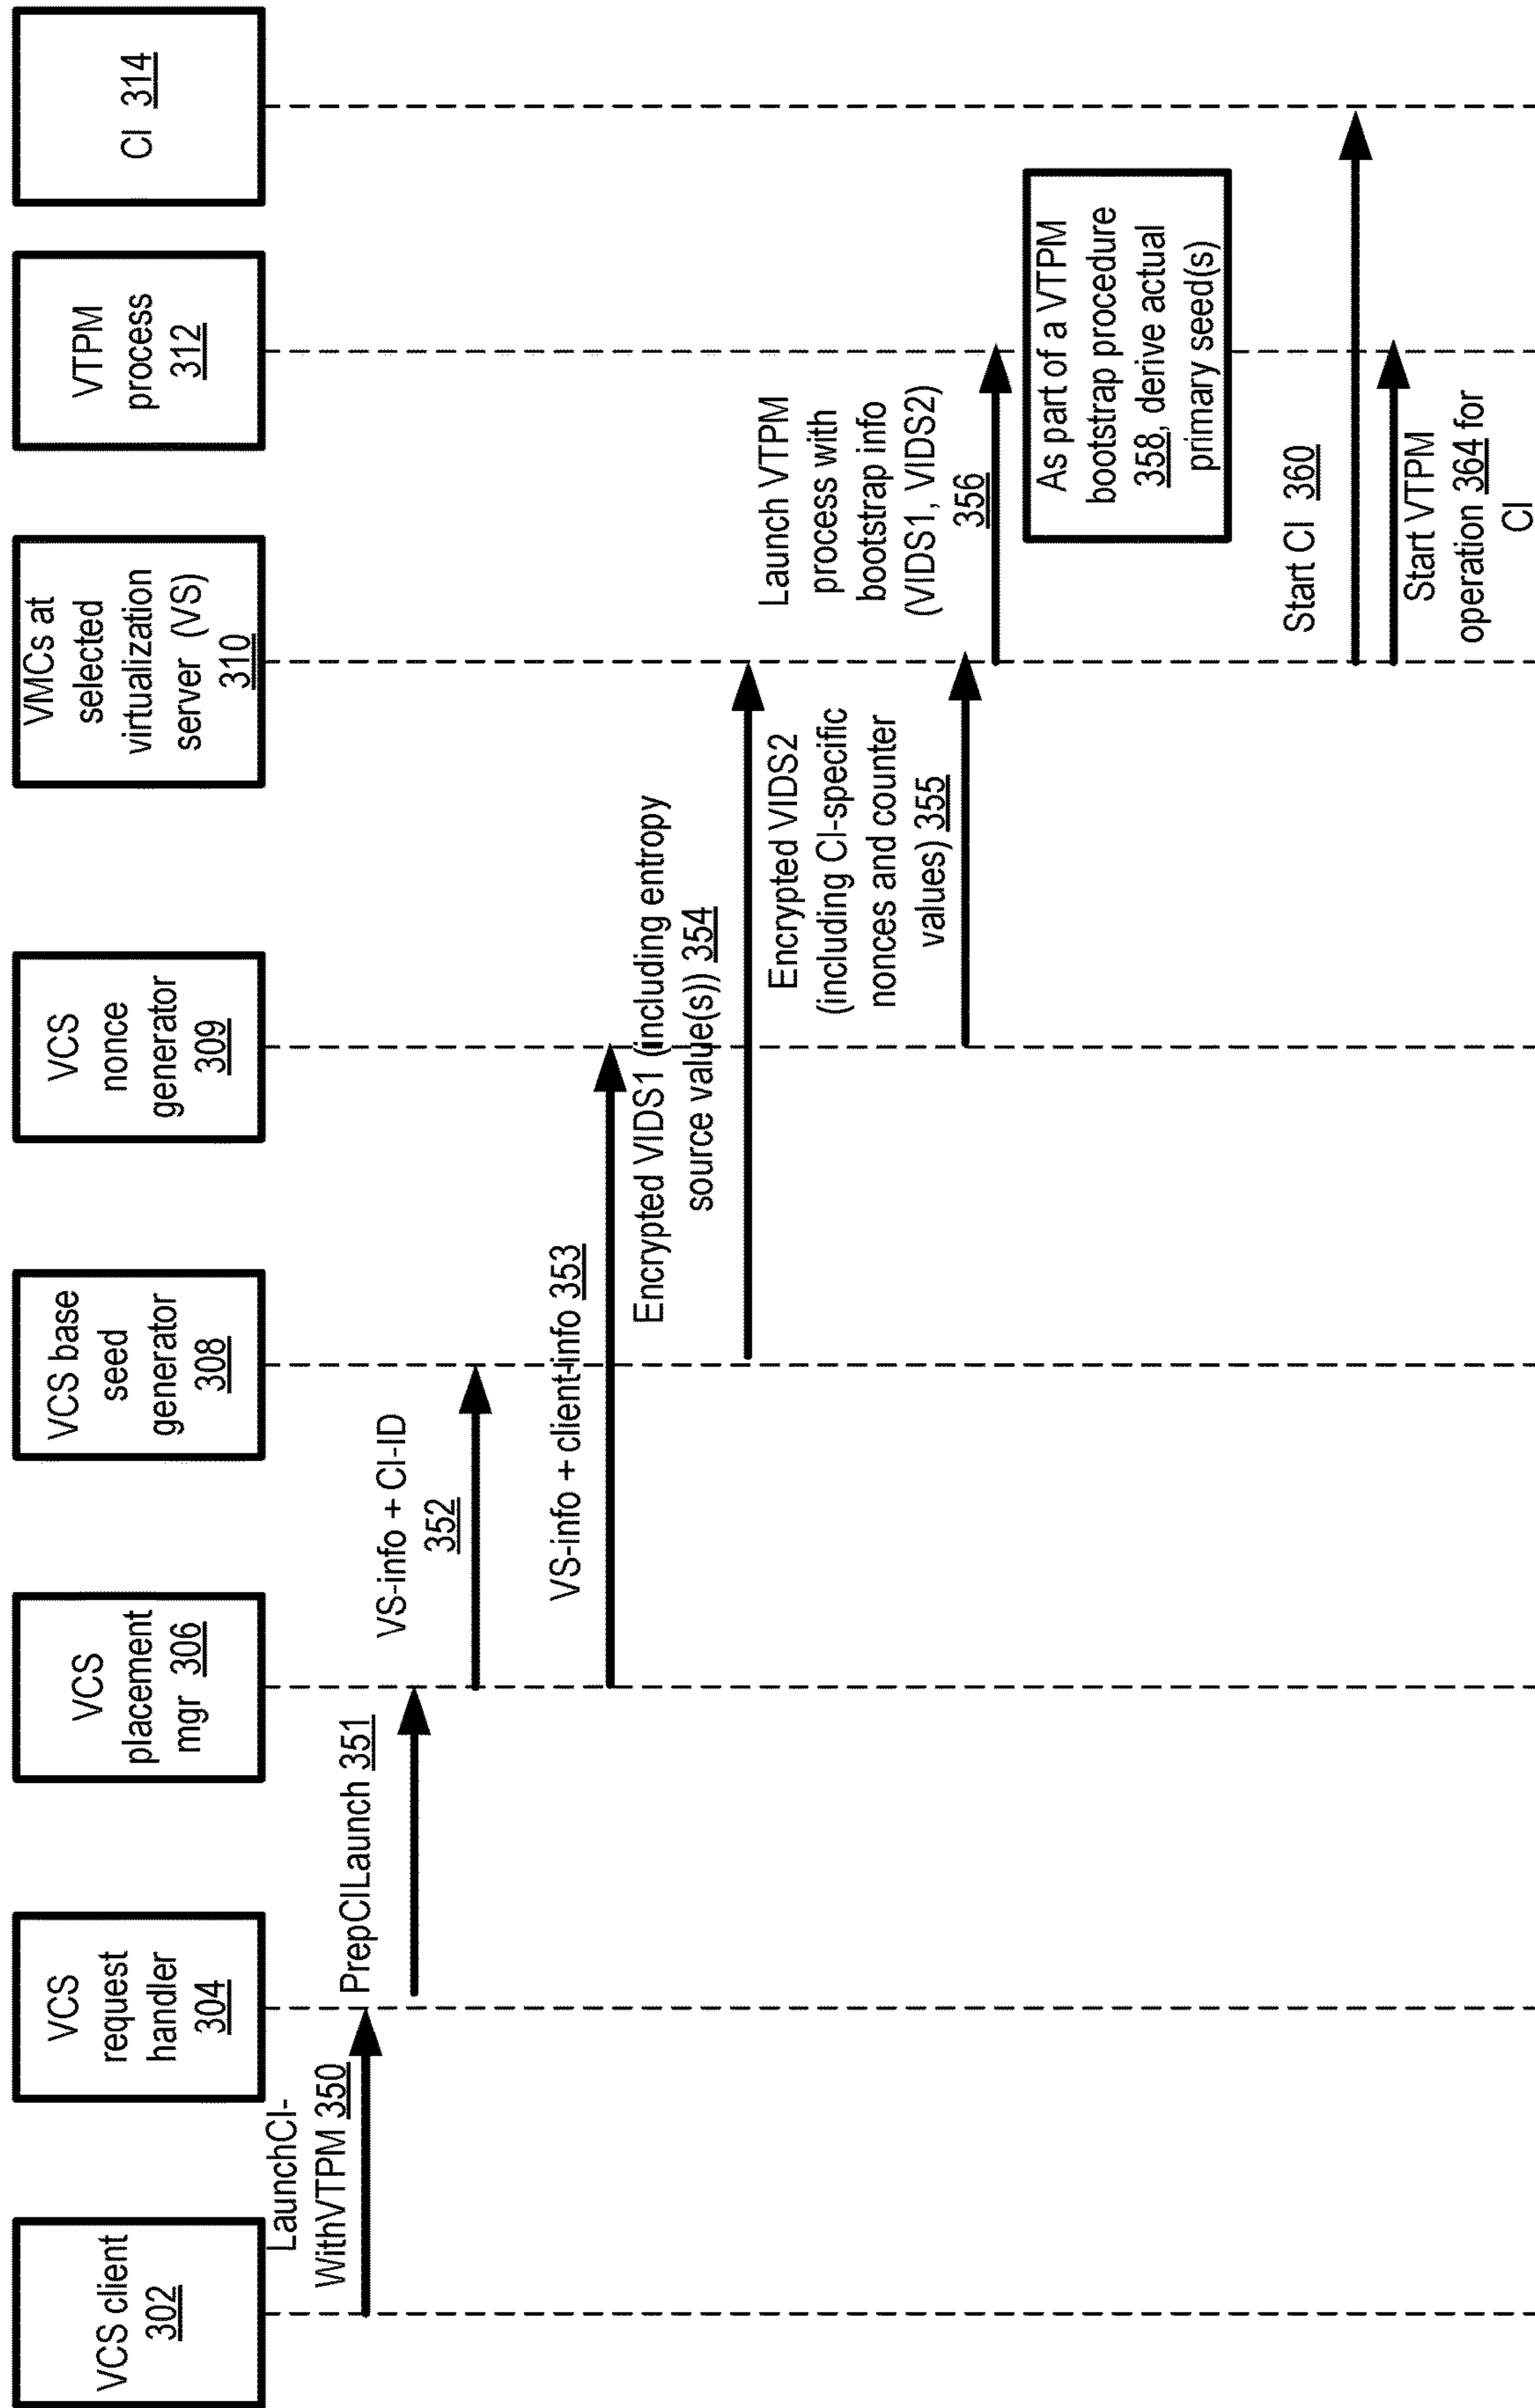 VCS client
302
VCS
request
handler
304
VCS
placement
mgr 306
VCS base
seed
generator
308
VCS
nonce
generator
309
VMCs at
selected
virtualization
server (VS)
310
VTPM
process
312
CI 314
LaunchCI-
WithVTPM 350
PrepCILaunch 351
VS-info + CI-ID
352
VS-info + client-info 353
Encrypted VIDS1 (including entropy
source value(s)) 354
Encrypted VIDS2
(including CI-specific
nonces and counter
values) 355
Launch VTPM
process with
bootstrap info
(VIDS1, VIDS2)
356
As part of a VTPM
bootstrap procedure
358, derive actual
primary seed(s)
Start CI 360
Start VTPM
operation 364 for
CI